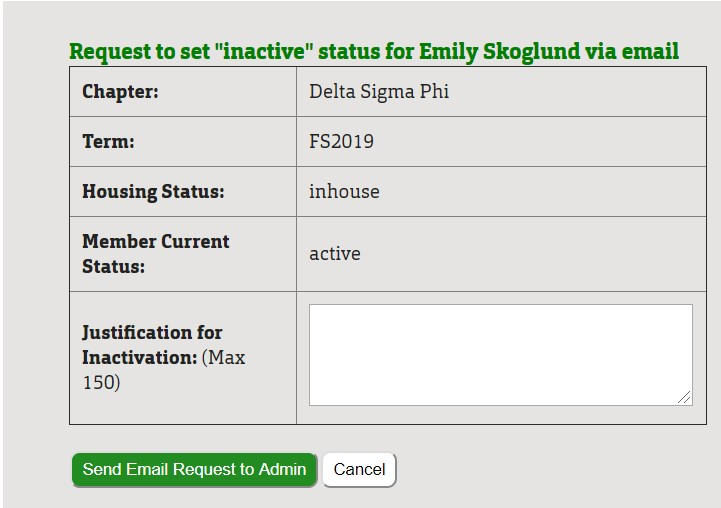 Request to set "inactive" status for Emily Skoglund via email
Chapter: Delta Sigma Phi
Term: FS2019
Housing Status: inhouse
Member Current
Status:
active
Justification for
Inactivation: (Max
150)
Send Email Request to Admin Cancel